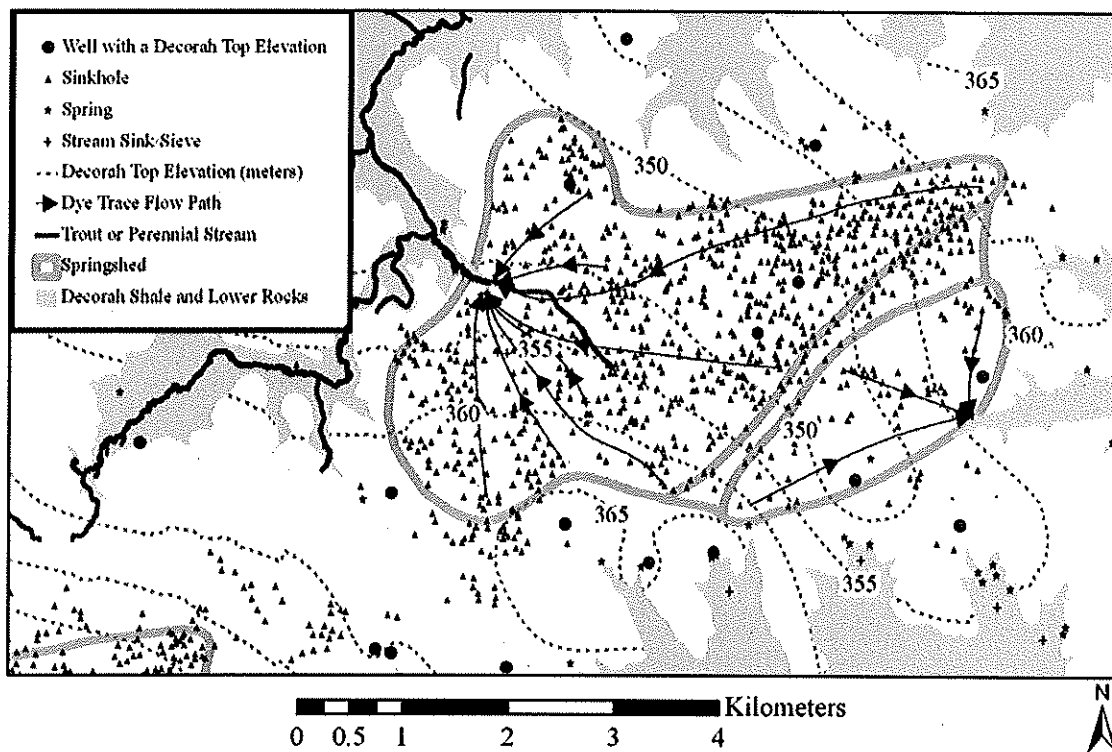 Well with a Decorah Top Elevation
Sinkhole
Spring
Stream Sink-Sieve
Decorah Top Elevation (meters)
Dye Trace Flow Path
Trout or Perennial Stream
Springshed
Decorah Shale and Lower Rocks
365
350
360
355
360
350
365
355
Kilometers
0 0.5 1 2 3 4
N